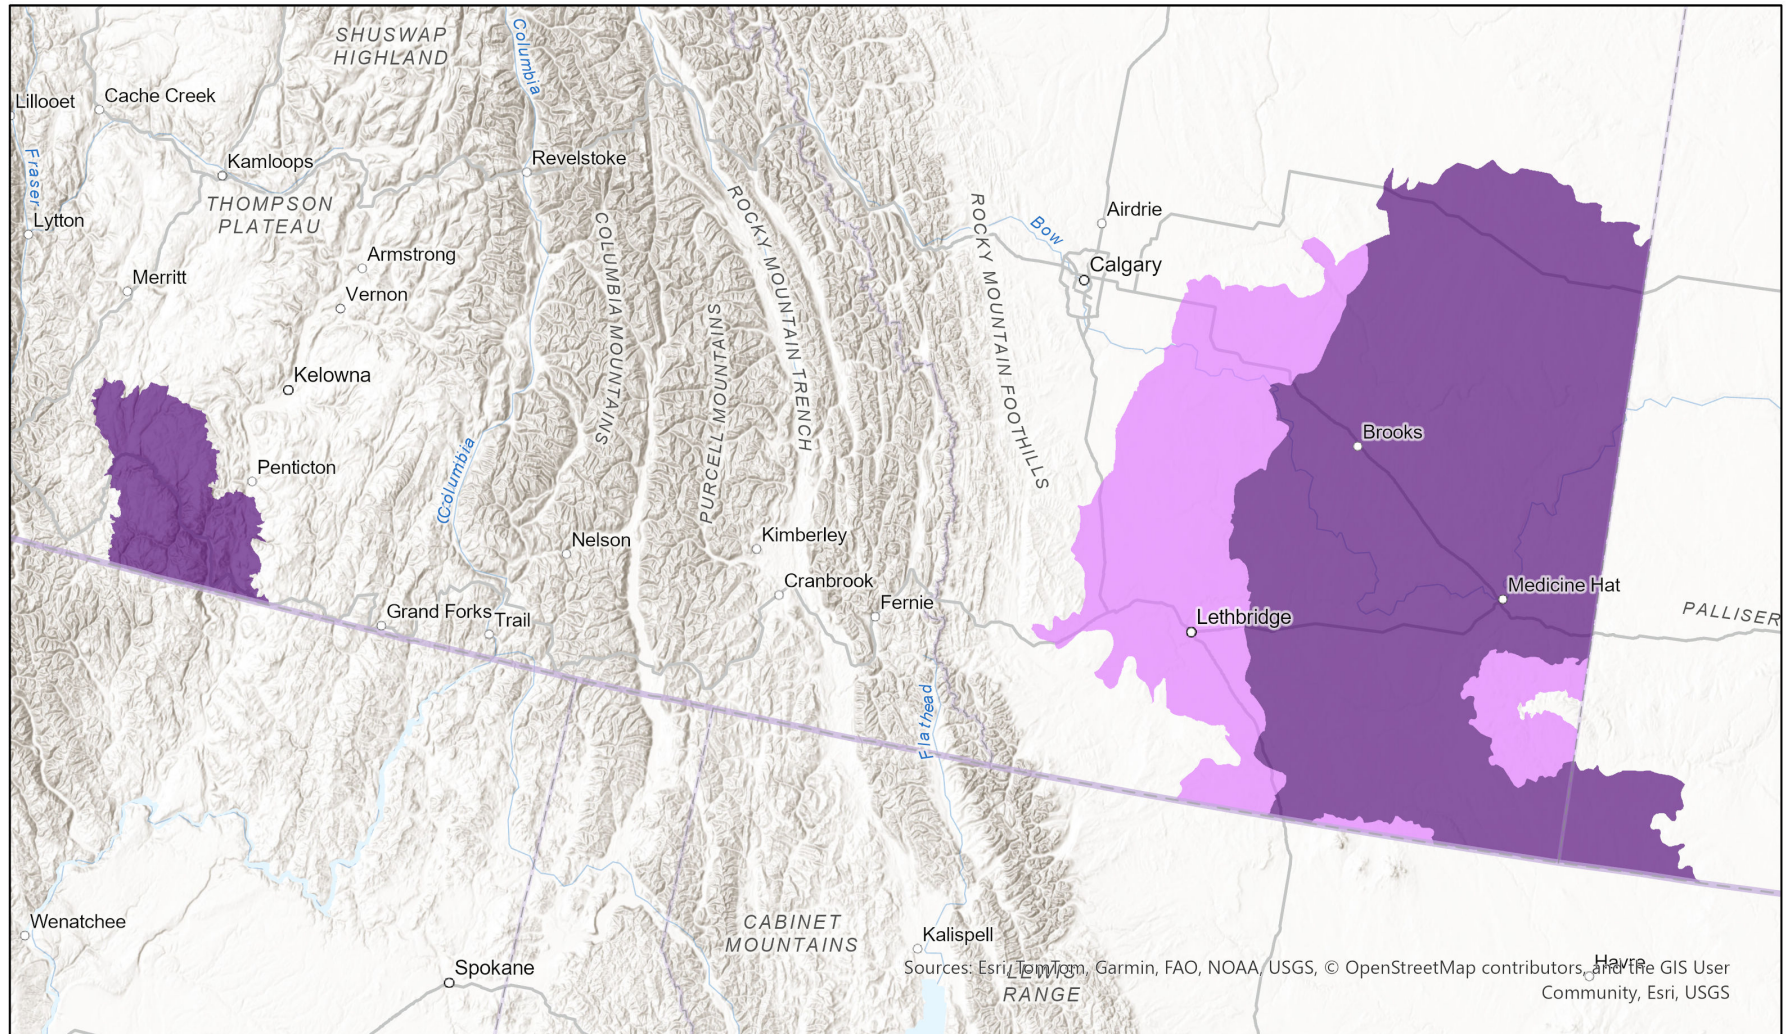 SHUSWAP
HIGHLAND
Columbia
Lillooet
Cache Creek
Fraser
Kamloops
Revelstoke
THOMPSON
PLATEAU
Lytton
ROCKY MOUNTAIN TRENCH
ROCKY MOUNTAIN FOOTHILLS
Airdrie
Bow
Armstrong
COLUMBIA MOUNTAINS
Calgary
Merritt
Vernon
PURCELL MOUNTAINS
Kelowna
Brooks
Columbia
Penticton
Nelson
Kimberley
Cranbrook
Medicine Hat
Grand Forks
Trail
Fernie
Lethbridge
PALLISER
Flathead
Wenatchee
CABINET
MOUNTAINS
Kalispell
Spokane
Havre
LEWIS
RANGE
Sources: Esri, TomTom, Garmin, FAO, NOAA, USGS, © OpenStreetMap contributors, and the GIS User
Community, Esri, USGS